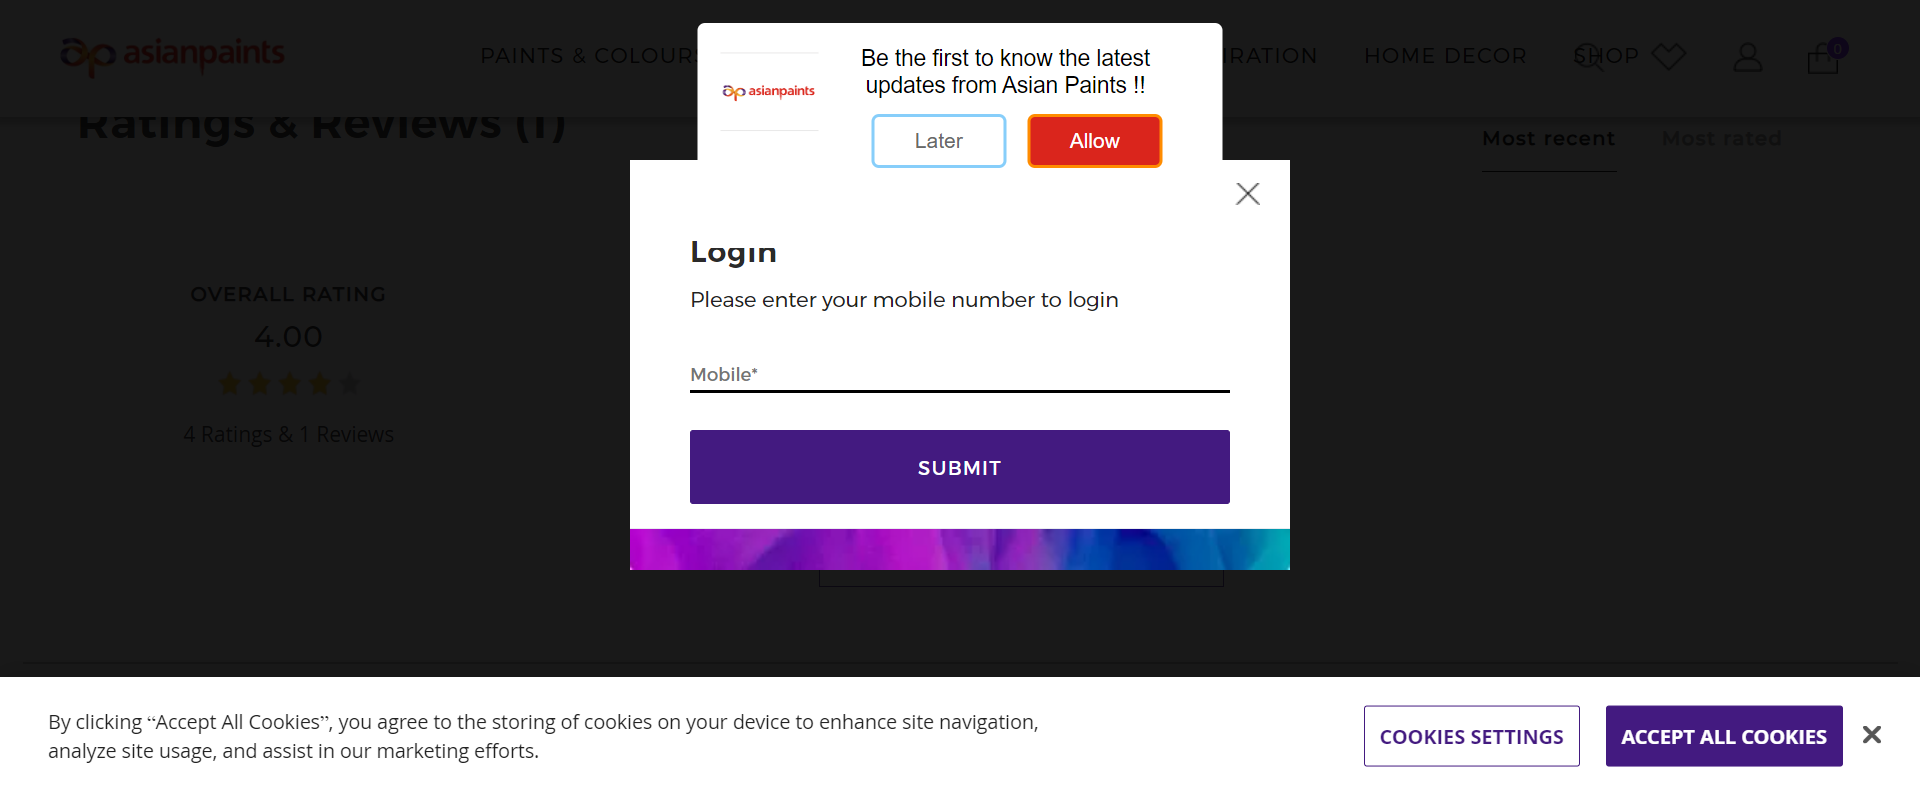 asianpaints
PAINTS & COLOURS
IRATION
HOME DECOR
SHOP
0
asianpaints
Be the first to know the latest
updates from Asian Paints !!
Later
Allow
Ratings & Reviews (1)
Most recent
Most rated
OVERALL RATING
4.00
4 Ratings & 1 Reviews
Login
Please enter your mobile number to login
Mobile*
SUBMIT
By clicking “Accept All Cookies”, you agree to the storing of cookies on your device to enhance site navigation,
analyze site usage, and assist in our marketing efforts.
COOKIES SETTINGS
ACCEPT ALL COOKIES